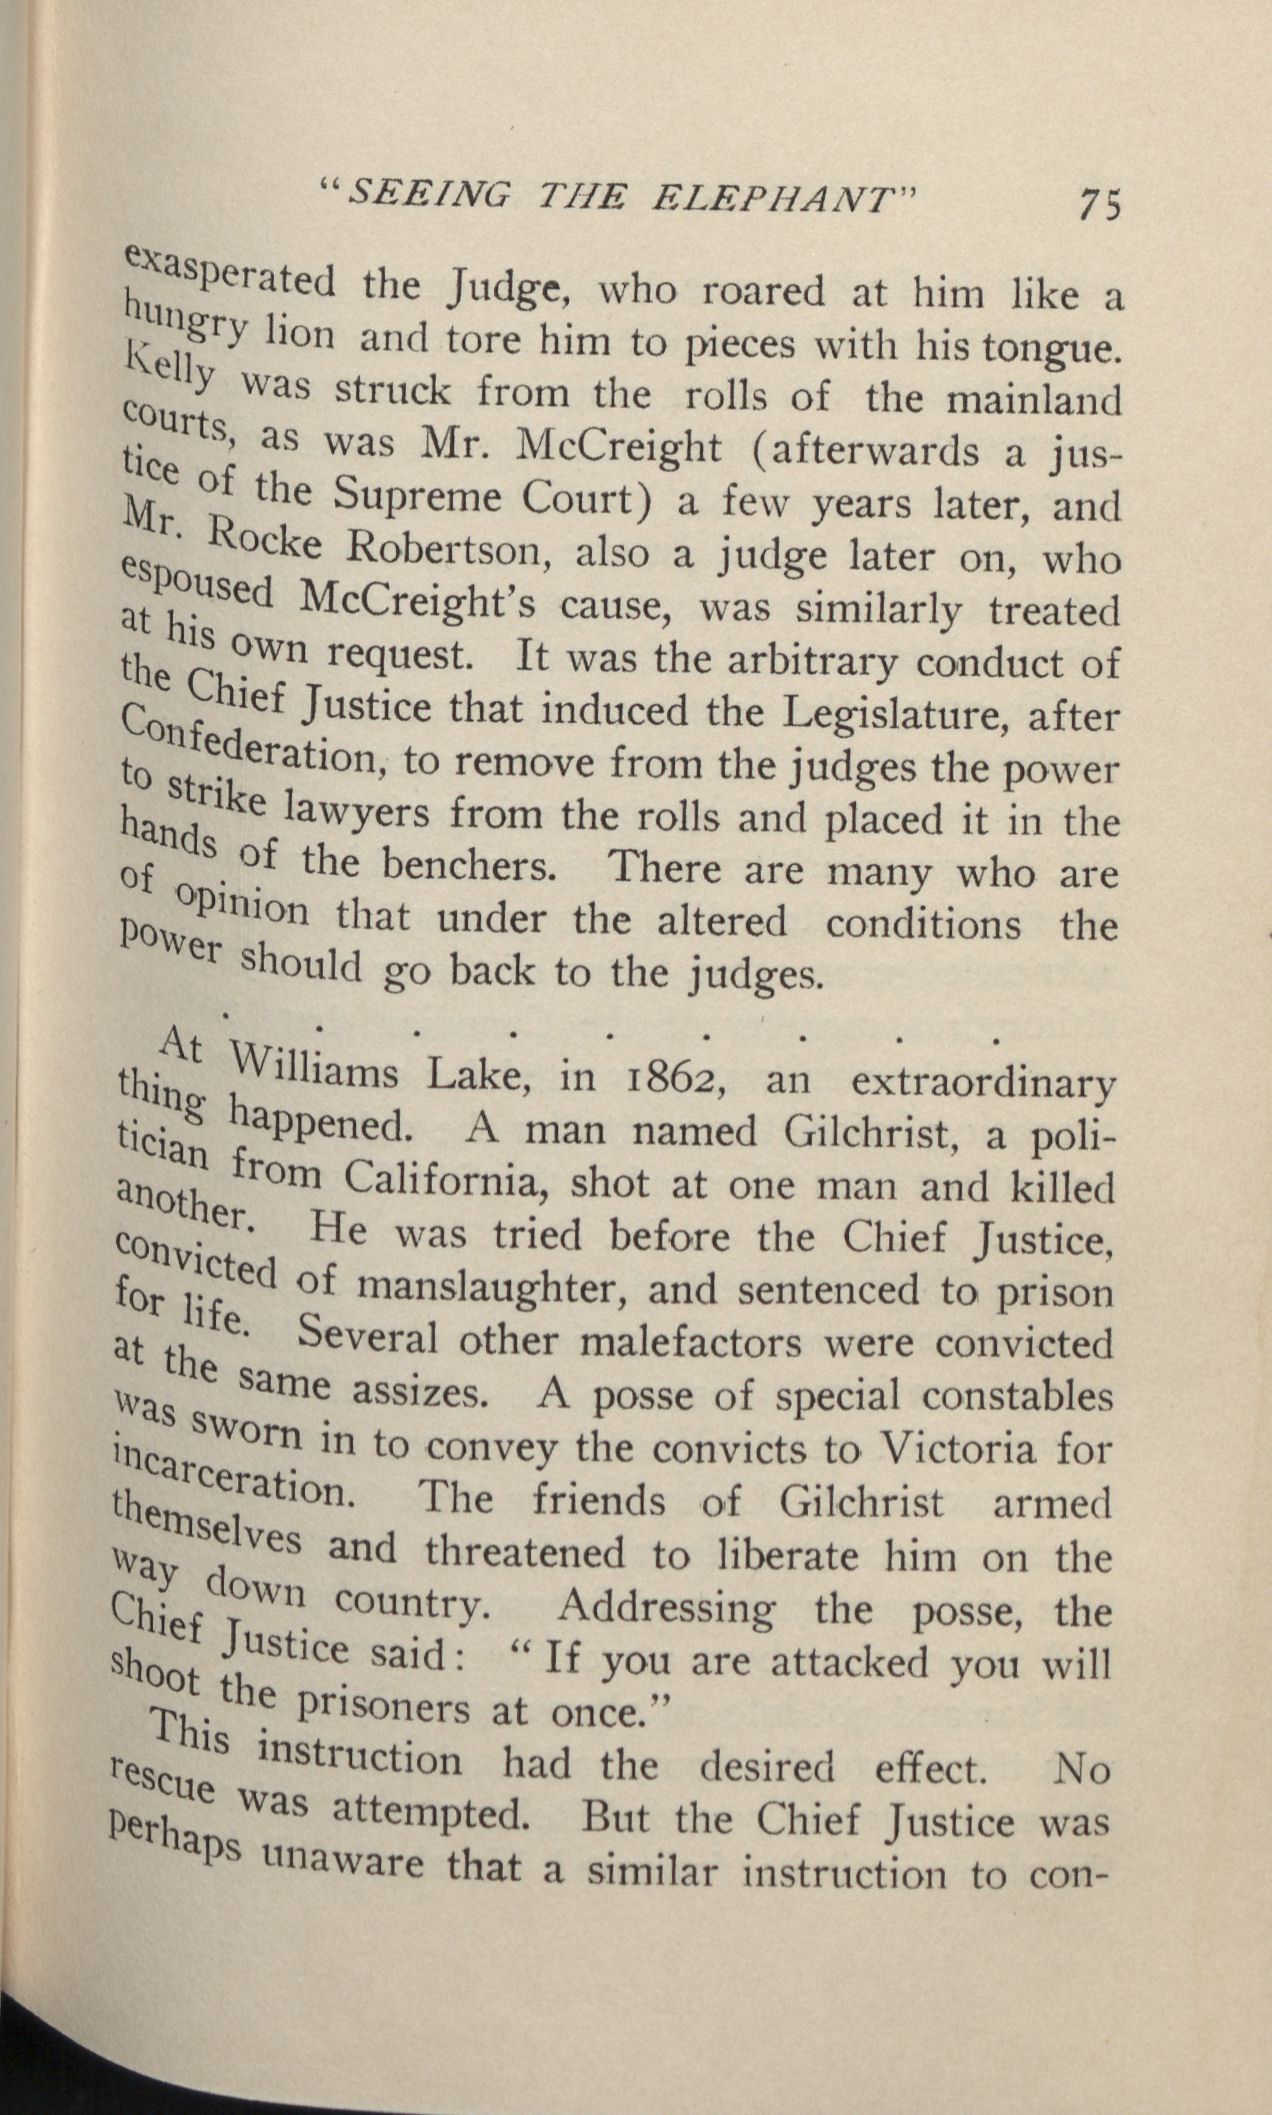 "SEEING THE ELEPHANT" 75
exasperated the Judge, who roared at him like a
hungry lion and tore him to pieces with his tongue.
Kelly was struck from the rolls of the mainland
courts, as was Mr. McCreight (afterwards a jus-
tice of the Supreme Court) a few years later, and
Mr. Rocke Robertson, also a judge later on, who
espoused McCreight's cause, was similarly treated
at his own request. It was the arbitrary conduct of
the Chief Justice that induced the Legislature, after
Confederation, to remove from the judges the power
to strike lawyers from the rolls and placed it in the
hands of the benchers. There are many who are
of opinion that under the altered conditions the
power should go back to the judges.
. . . . . . . . .
At Williams Lake, in 1862, an extraordinary
thing happened. A man named Gilchrist, a poli-
tician from California, shot at one man and killed
another. He was tried before the Chief Justice,
convicted of manslaughter, and sentenced to prison
for life. Several other malefactors were convicted
at the same assizes. A posse of special constables
was sworn in to convey the convicts to Victoria for
incarceration. The friends of Gilchrist armed
themselves and threatened to liberate him on the
way down country. Addressing the posse, the
Chief Justice said: "If you are attacked you will
shoot the prisoners at once."
This instruction had the desired effect. No
rescue was attempted. But the Chief Justice was
perhaps unaware that a similar instruction to con-